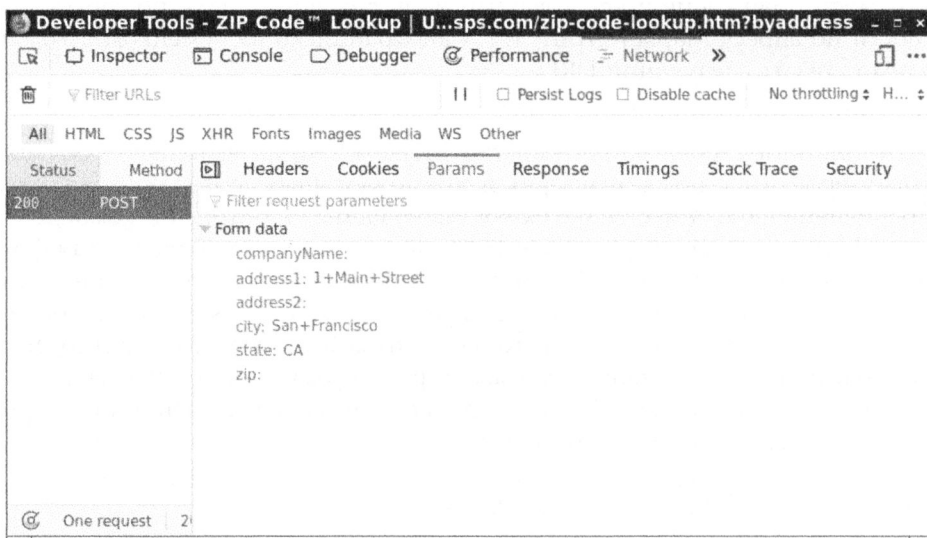 Developer Tools - ZIP Code™ Lookup | U...sps.com/zip-code-lookup.htm?byaddress
Inspector Console Debugger Performance Network
Filter URLs Persist Logs Disable cache No throttling H...
All HTML CSS JS XHR Fonts Images Media WS Other
Status Method Headers Cookies Params Response Timings Stack Trace Security
200 POST Filter request parameters
Form data
companyName:
address1: 1+Main+Street
address2:
city: San+Francisco
state: CA
zip:
One request